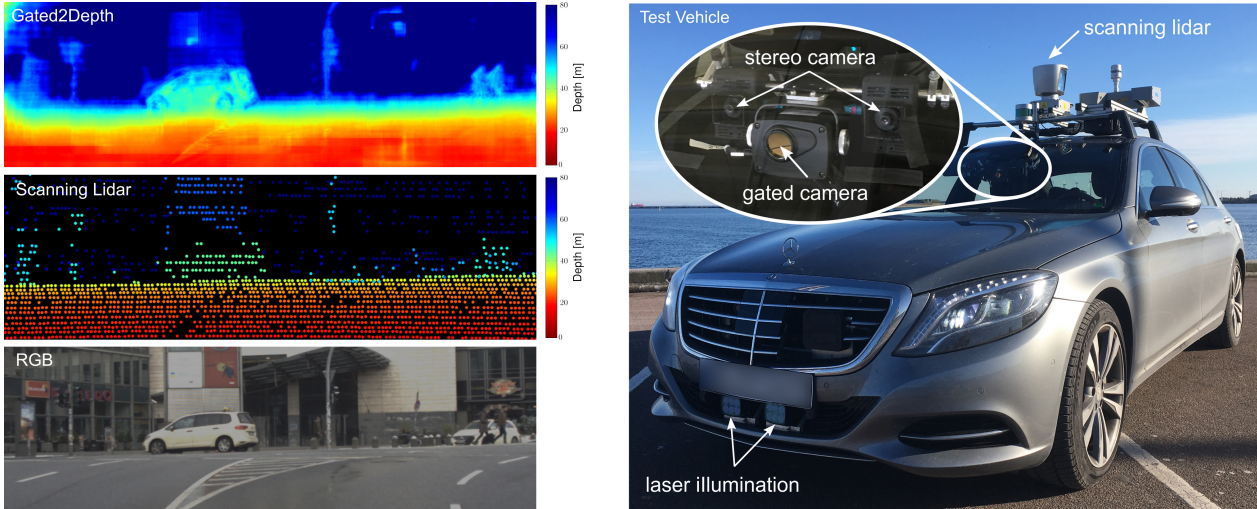 Gated2Depth
80
60
40
20
0
Depth [m]
Scanning Lidar
80
60
40
20
0
Depth [m]
RGB
Test Vehicle
scanning lidar
stereo camera
gated camera
laser illumination